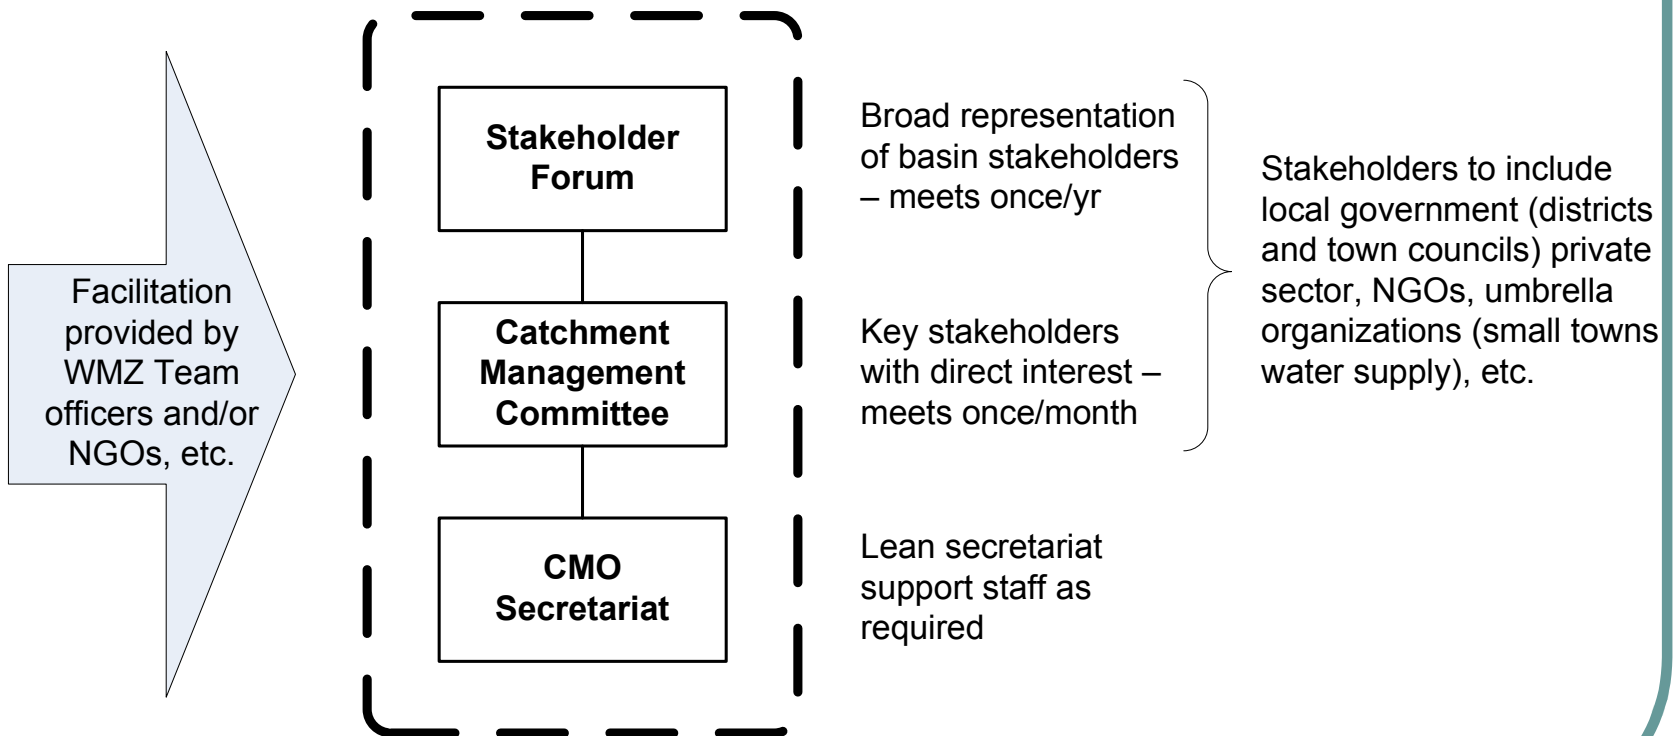 Facilitation
provided by
WMZ Team
officers and/or
NGOs, etc.
Stakeholder
Forum
Catchment
Management
Committee
CMO
Secretariat
Broad representation
of basin stakeholders
– meets once/yr
Key stakeholders
with direct interest –
meets once/month
Lean secretariat
support staff as
required
Stakeholders to include
local government (districts
and town councils) private
sector, NGOs, umbrella
organizations (small towns
water supply), etc.